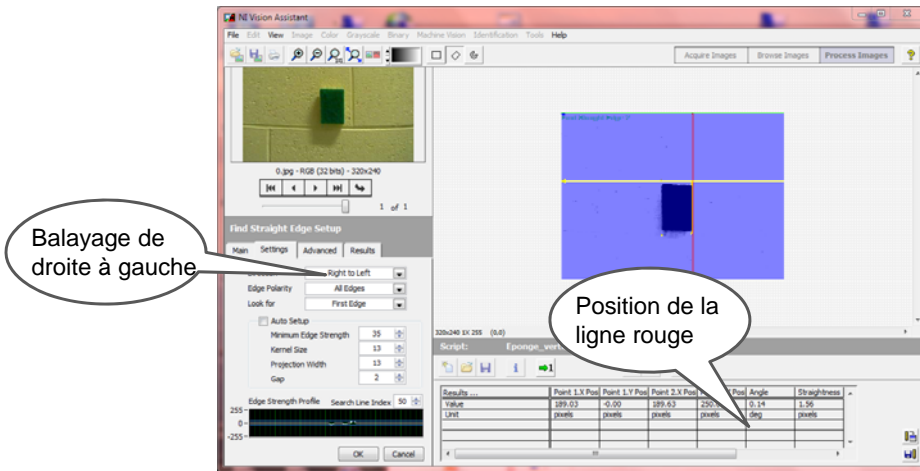 NI Vision Assistant
File Edit View Image Color Grayscale Binary Machine Vision Identification Tools Help
Acquire Images Browse Images Process Images
Find Straight Edge
0.jpg - RGB (32 bits) - 320x240
1 of 1
Find Straight Edge Setup
Main Settings Advanced Results
Right to Left
Edge Polarity All Edges
Look for First Edge
Auto Setup
Minimum Edge Strength 35
Kernel Size 13
Projection Width 13
Gap 2
Edge Strength Profile Search Line Index 50
255
0
-255
OK Cancel
Balayage de
droite à gauche
Position de la
ligne rouge
320x240 1X 255 (0,0)
Script: Eponge_vert
1
Results ... Point 1.X Pos Point 1.Y Pos Point 2.X Pos Pos Angle Straightness
Value 189.03 -0.00 189.63 250. 0.14 1.56
Unit pixels pixels pixels pixels deg pixels